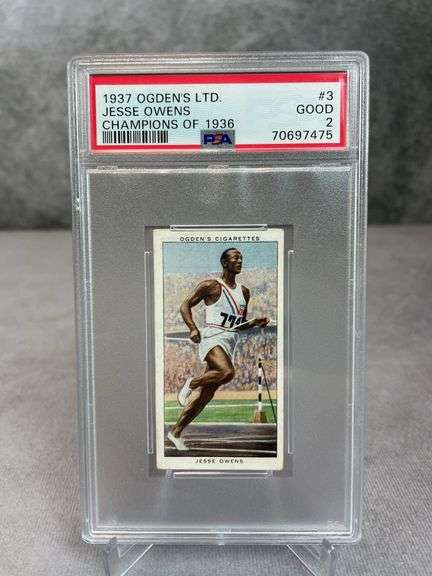 1937 OGDEN'S LTD. #3
JESSE OWENS GOOD
CHAMPIONS OF 1936 2
PSA 70697475
OGDEN'S CIGARETTES
JESSE OWENS